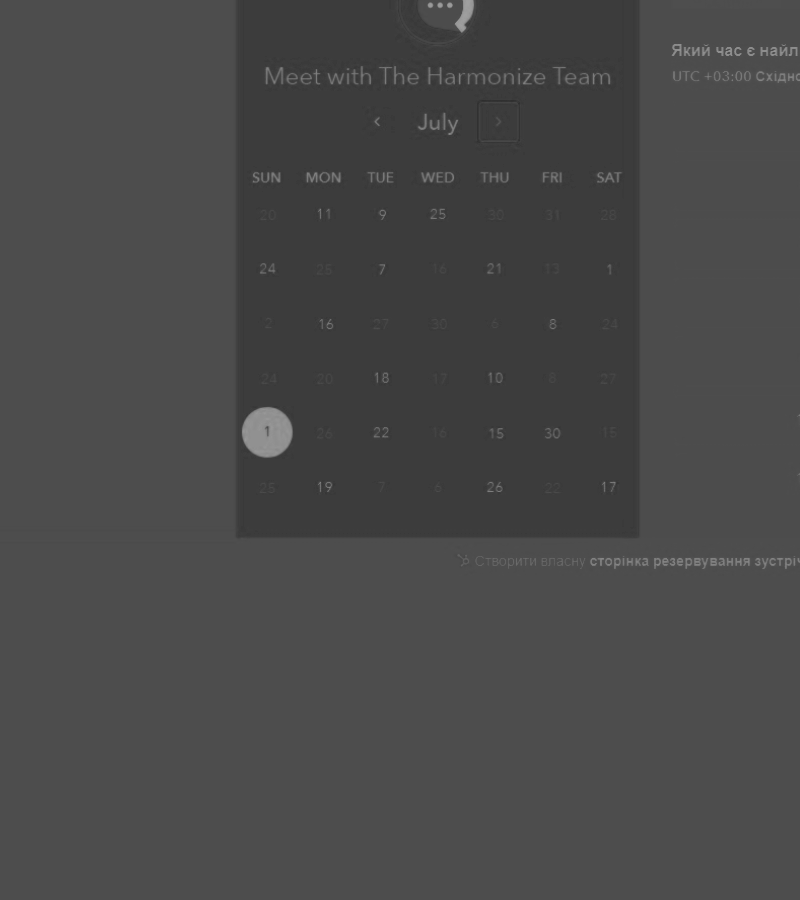 Який час є найл
Meet with The Harmonize Team
UTC +03:00 Східно
July
SUN MON TUE WED THU FRI SAT
20 11 9 25 30 31 28
24 25 7 16 21 13 1
2 16 27 30 6 8 24
24 20 18 17 10 6 27
1 26 22 16 15 30 15
25 19 7 6 26 22 17
Створити власну сторінка резервування зустріч